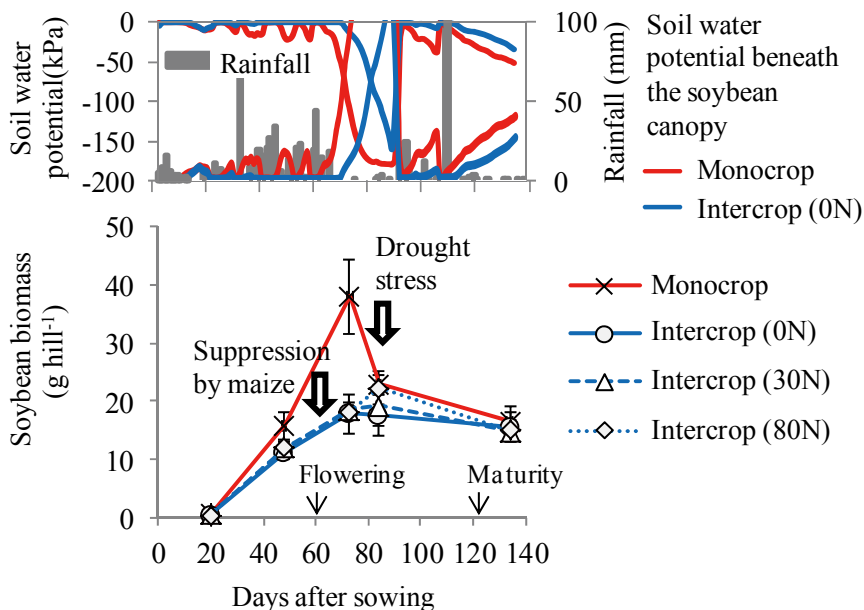 0
-50
-100
-150
-200
Soil water
potential(kPa)
Rainfall
100
50
0
Rainfall (mm)
Soil water
potential beneath
the soybean
canopy
Monocrop
Intercrop (0N)
50
40
30
20
10
0
Soybean biomass
(g hill-1)
Drought
stress
Suppression
by maize
Flowering
Maturity
Monocrop
Intercrop (0N)
Intercrop (30N)
Intercrop (80N)
0 20 40 60 80 100 120 140
Days after sowing